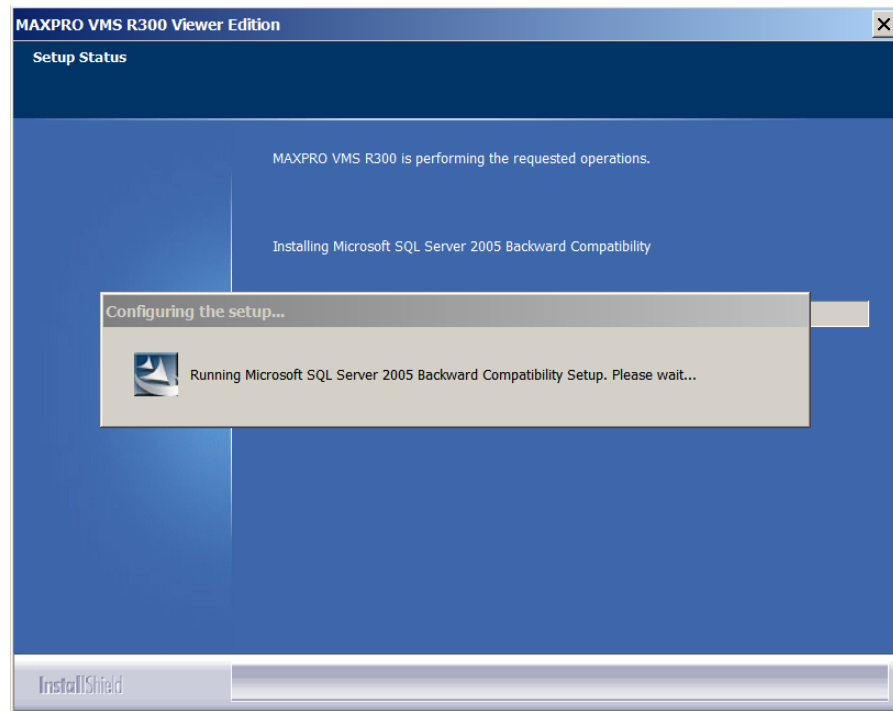 MAXPRO VMS R300 Viewer Edition
Setup Status
MAXPRO VMS R300 is performing the requested operations.
Installing Microsoft SQL Server 2005 Backward Compatibility
Configuring the setup...
Running Microsoft SQL Server 2005 Backward Compatibility Setup. Please wait...
InstallShield